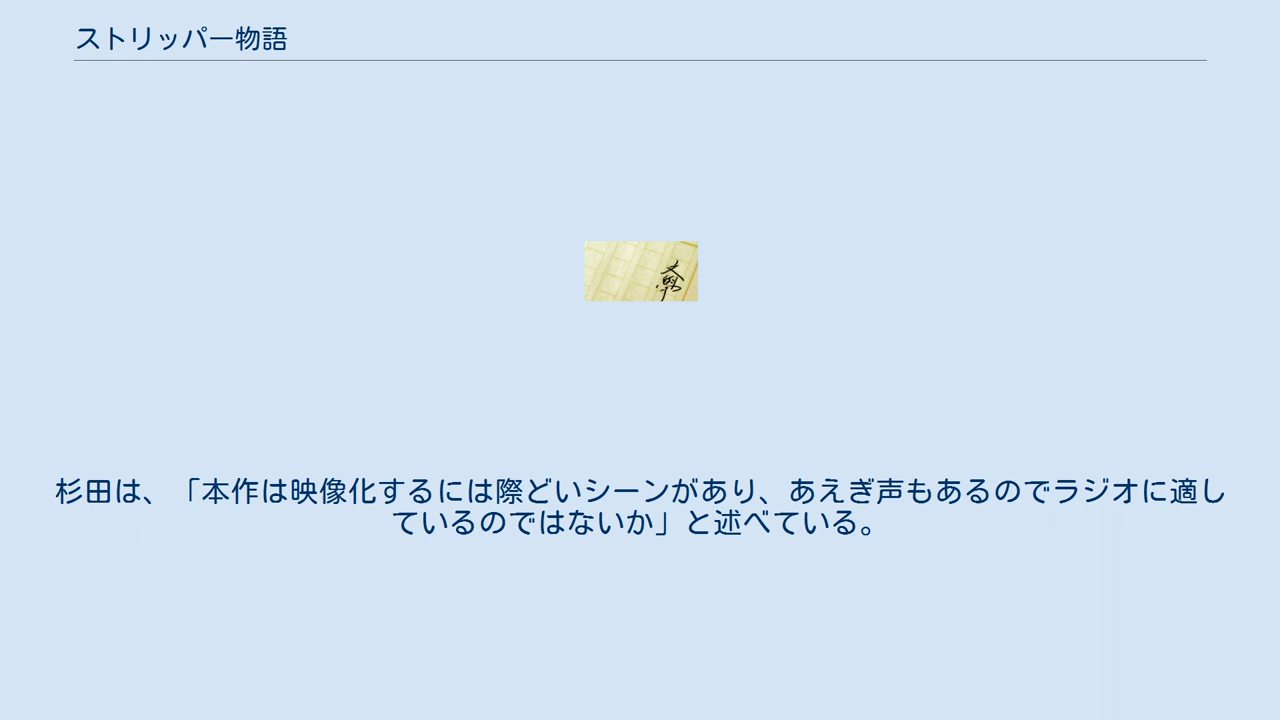 ストリッパー物語
杉田は、「本作は映像化するには際どいシーンがあり、あえぎ声もあるのでラジオに適し
ているのではないか」と述べている。